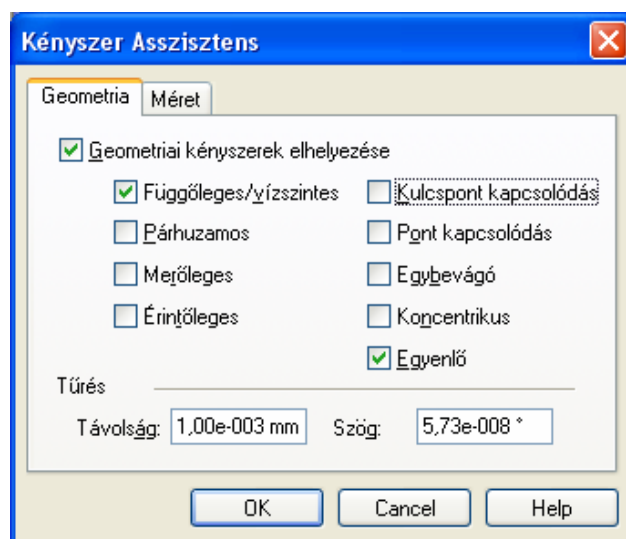 Kényszer Asszisztens
Geometria Méret
Geometriai kényszerek elhelyezése
Függőleges/vízszintes Kulcspont kapcsolódás
Párhuzamos Pont kapcsolódás
Merőleges Egybevágó
Érintőleges Koncentrikus
Egyenlő
Tűrés
Távolság: 1,00e-003 mm Szög: 5,73e-008 °
OK Cancel Help